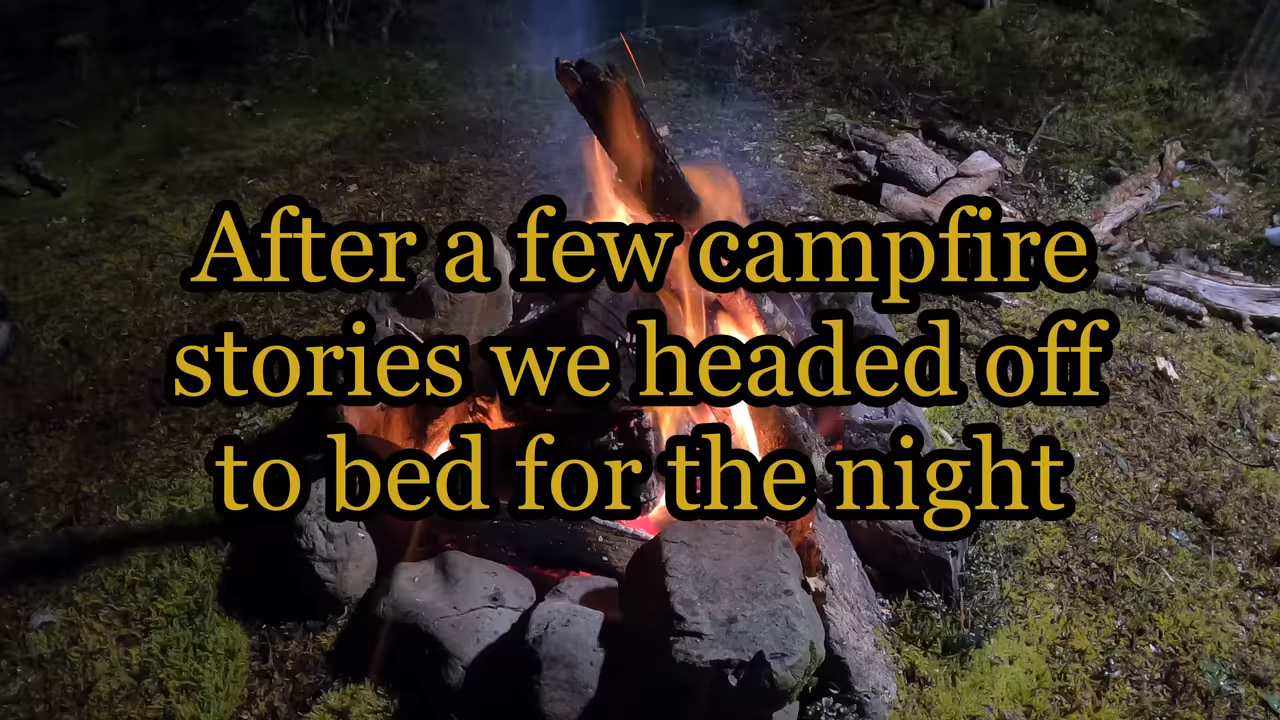 After a few campfire
stories we headed off
to bed for the night